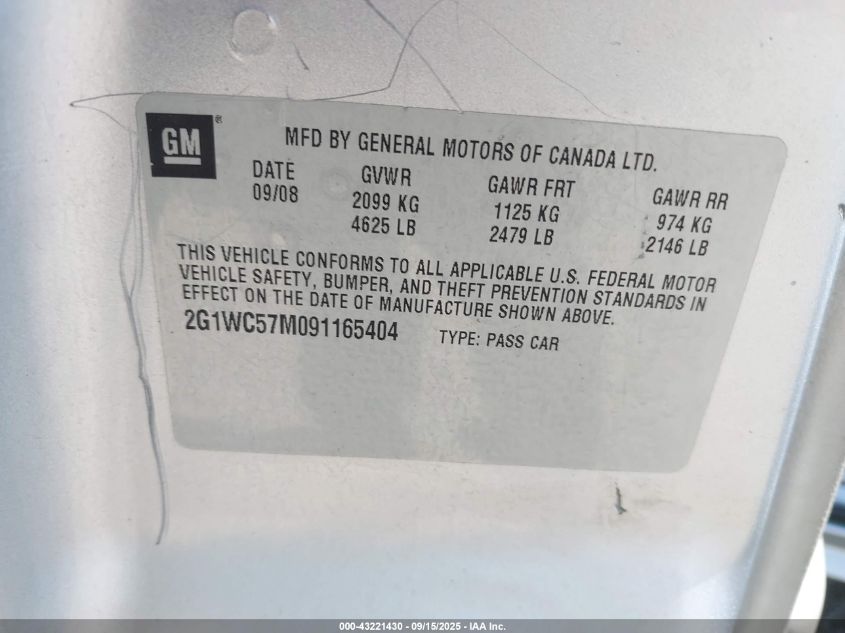 GM®
MFD BY GENERAL MOTORS OF CANADA LTD.
DATE GVWR GAWR FRT GAWR RR
09/08 2099 KG 1125 KG 974 KG
4625 LB 2479 LB 2146 LB
THIS VEHICLE CONFORMS TO ALL APPLICABLE U.S. FEDERAL MOTOR
VEHICLE SAFETY, BUMPER, AND THEFT PREVENTION STANDARDS IN
EFFECT ON THE DATE OF MANUFACTURE SHOWN ABOVE.
2G1WC57M091165404 TYPE: PASS CAR
000-43221430 - 09/15/2025 - IAA Inc.